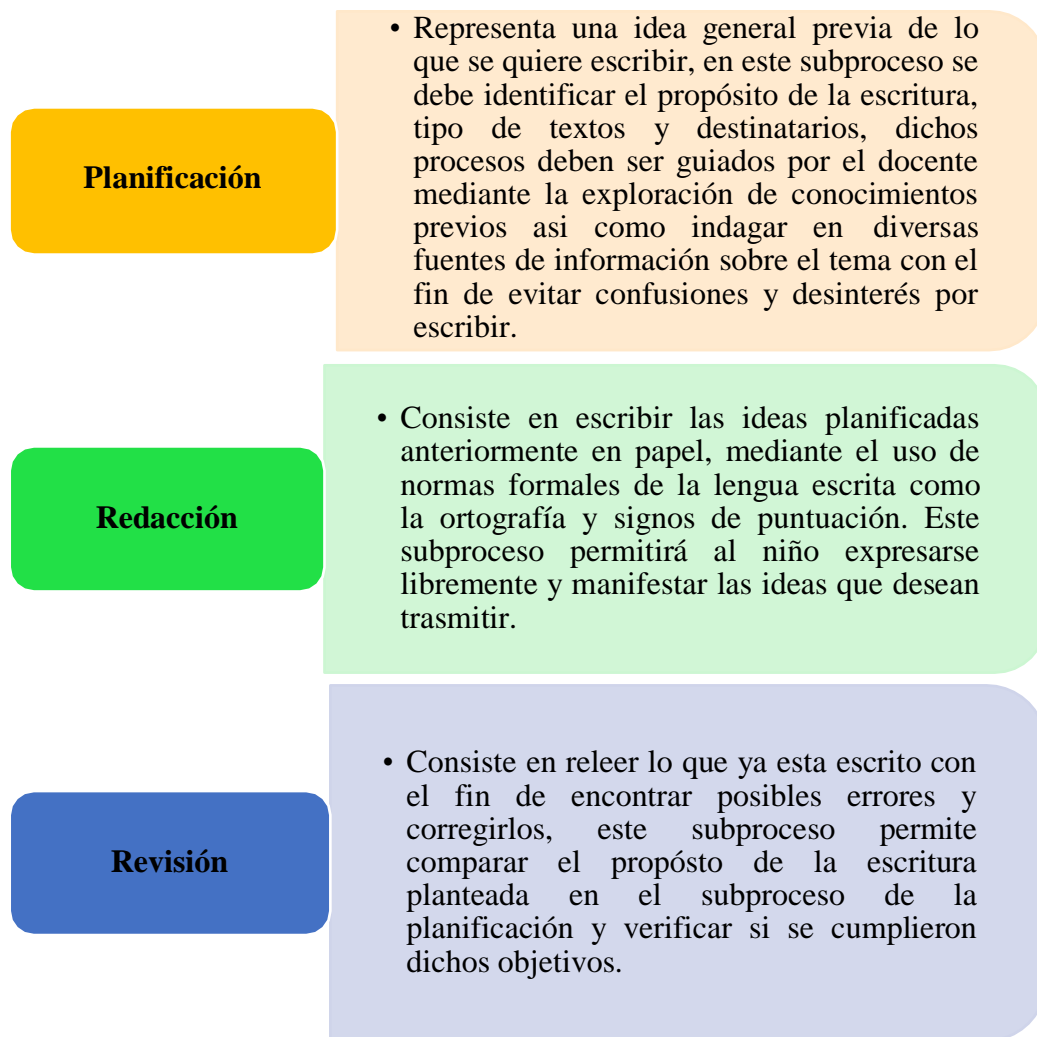 Planificación
• Representa una idea general previa de lo
que se quiere escribir, en este subproceso se
debe identificar el propósito de la escritura,
tipo de textos y destinatarios, dichos
procesos deben ser guiados por el docente
mediante la exploración de conocimientos
previos asi como indagar en diversas
fuentes de información sobre el tema con el
fin de evitar confusiones y desinterés por
escribir.
Redacción
• Consiste en escribir las ideas planificadas
anteriormente en papel, mediante el uso de
normas formales de la lengua escrita como
la ortografía y signos de puntuación. Este
subproceso permitirá al niño expresarse
libremente y manifestar las ideas que desean
trasmitir.
Revisión
• Consiste en releer lo que ya esta escrito con
el fin de encontrar posibles errores y
corregirlos, este subproceso permite
comparar el propósto de la escritura
planteada en el subproceso de la
planificación y verificar si se cumplieron
dichos objetivos.